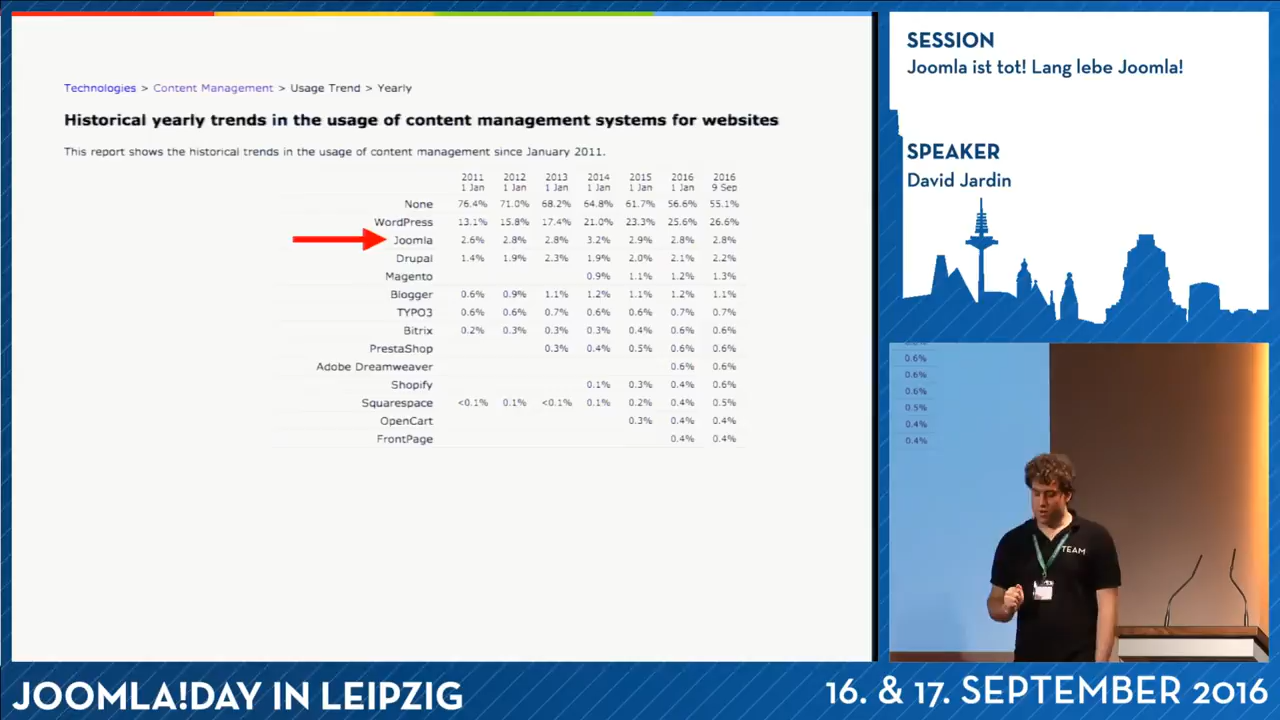 Technologies > Content Management > Usage Trend > Yearly
Historical yearly trends in the usage of content management systems for websites
This report shows the historical trends in the usage of content management since January 2011.
2011 2012 2013 2014 2015 2016 2016
1 Jan 1 Jan 1 Jan 1 Jan 1 Jan 1 Jan 9 Sep
None 76.4% 71.0% 68.2% 64.8% 61.7% 56.6% 55.1%
WordPress 13.1% 15.8% 17.4% 21.0% 23.3% 25.6% 26.6%
Joomla 2.6% 2.8% 2.8% 3.2% 2.9% 2.8% 2.8%
Drupal 1.4% 1.9% 2.3% 1.9% 2.0% 2.1% 2.2%
Magento 0.9% 1.1% 1.2% 1.3%
Blogger 0.6% 0.9% 1.1% 1.2% 1.1% 1.2% 1.1%
TYPO3 0.6% 0.6% 0.7% 0.6% 0.6% 0.7% 0.7%
Bitrix 0.2% 0.3% 0.3% 0.3% 0.4% 0.6% 0.6%
PrestaShop 0.3% 0.4% 0.5% 0.6% 0.6%
Adobe Dreamweaver 0.6% 0.6%
Shopify 0.1% 0.3% 0.4% 0.6%
Squarespace <0.1% 0.1% <0.1% 0.1% 0.2% 0.4% 0.5%
OpenCart 0.3% 0.4% 0.4%
FrontPage 0.4% 0.4%
SESSION
Joomla ist tot! Lang lebe Joomla!
SPEAKER
David Jardin
0.6%
0.6%
0.6%
0.5%
0.4%
0.4%
TEAM
JOOMLA!DAY IN LEIPZIG
16. & 17. SEPTEMBER 2016